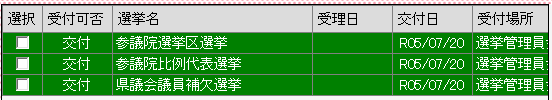 選択 受付可否 選挙名 受理日 交付日 受付場所
交付 参議院選挙区選挙 R05/07/20 選挙管理員
交付 参議院比例代表選挙 R05/07/20 選挙管理員
交付 県議会議員補欠選挙 R05/07/20 選挙管理員